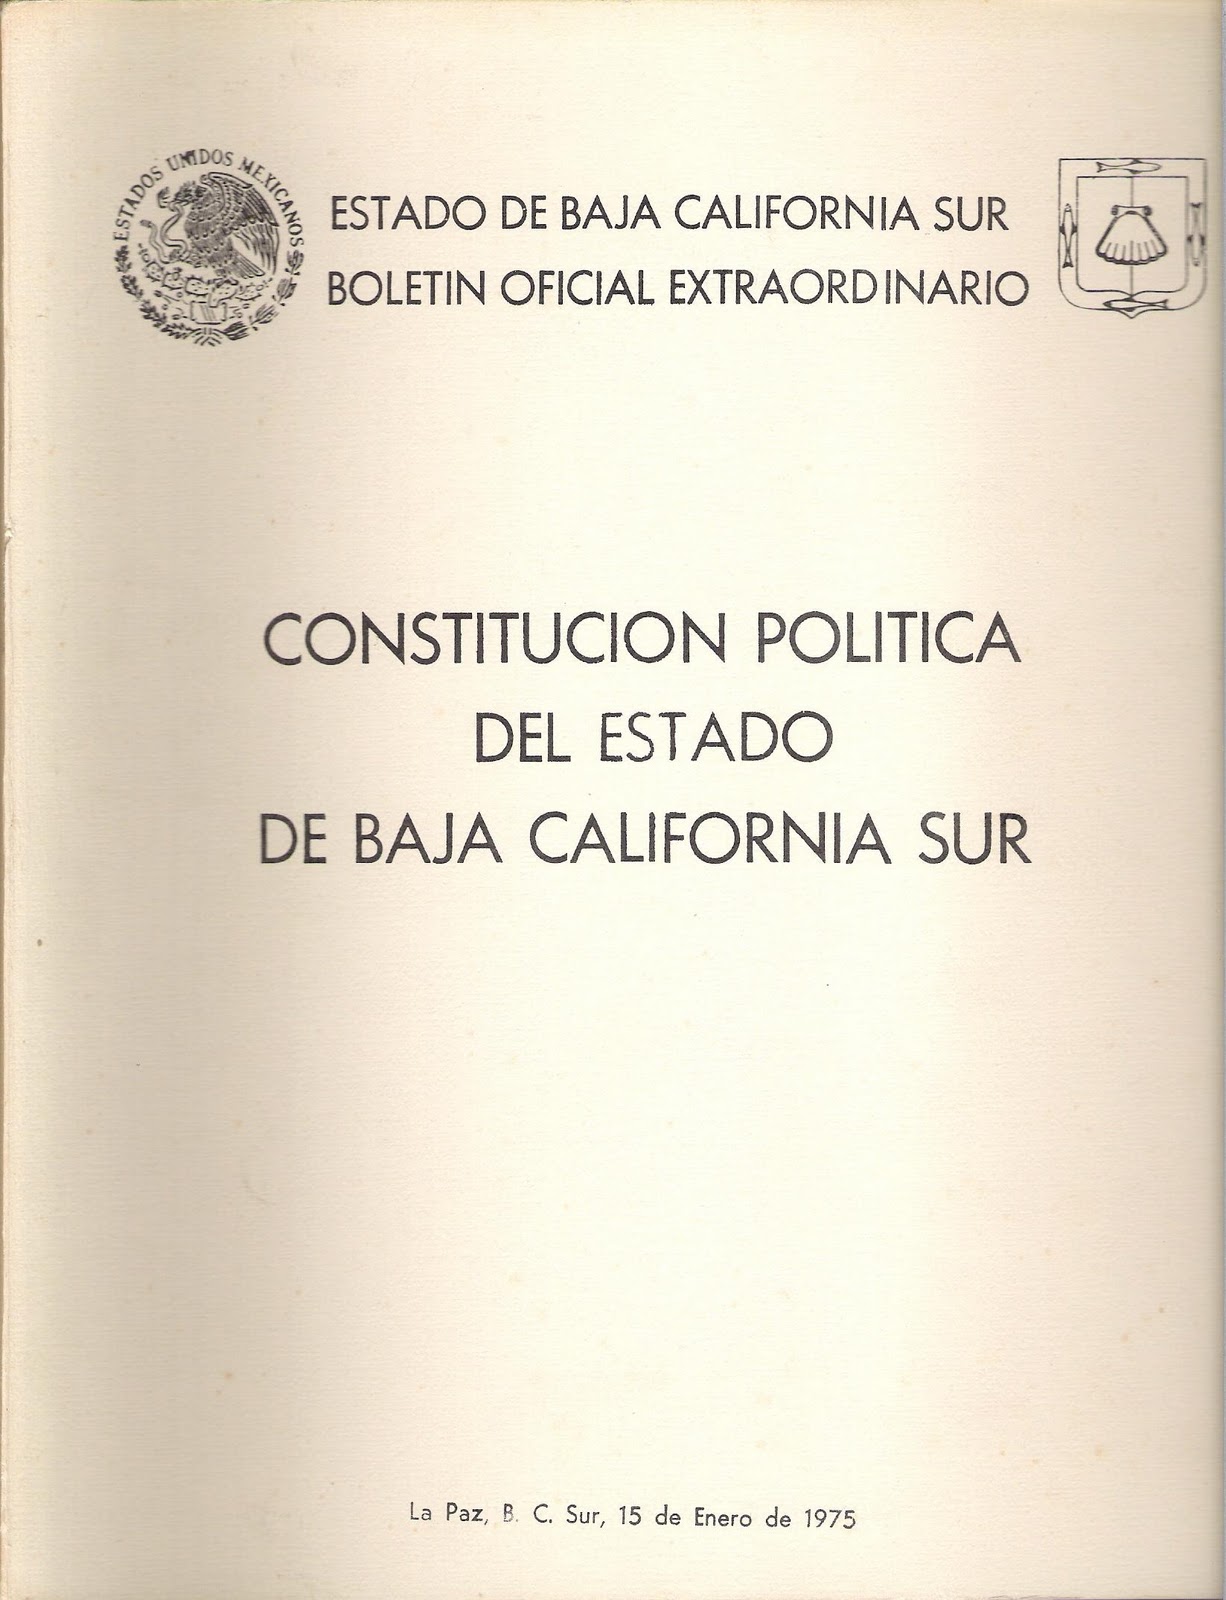 ESTADOS UNIDOS MEXICANOS
ESTADO DE BAJA CALIFORNIA SUR
BOLETIN OFICIAL EXTRAORDINARIO
CONSTITUCION POLITICA
DEL ESTADO
DE BAJA CALIFORNIA SUR
La Paz, B. C. Sur, 15 de Enero de 1975